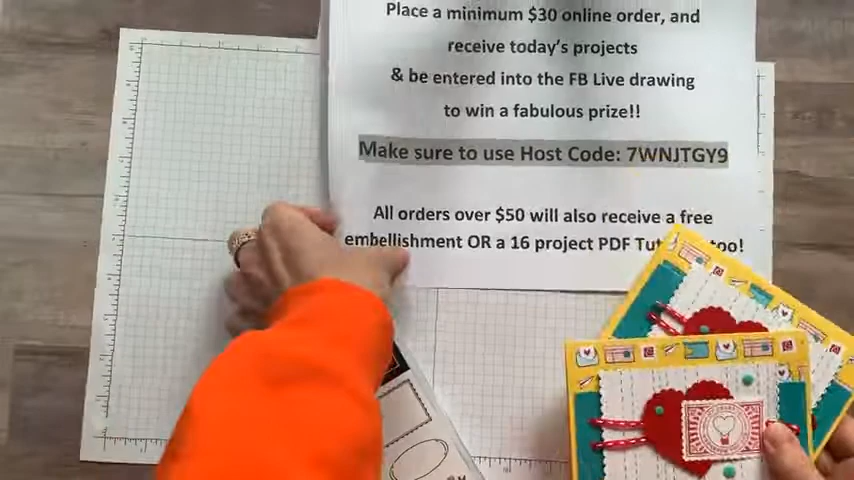 Place a minimum $30 online order, and
receive today's projects
& be entered into the FB Live drawing
to win a fabulous prize!!
Make sure to use Host Code: 7WNJTGY9
All orders over $50 will also receive a free
embellishment OR a 16 project PDF too!